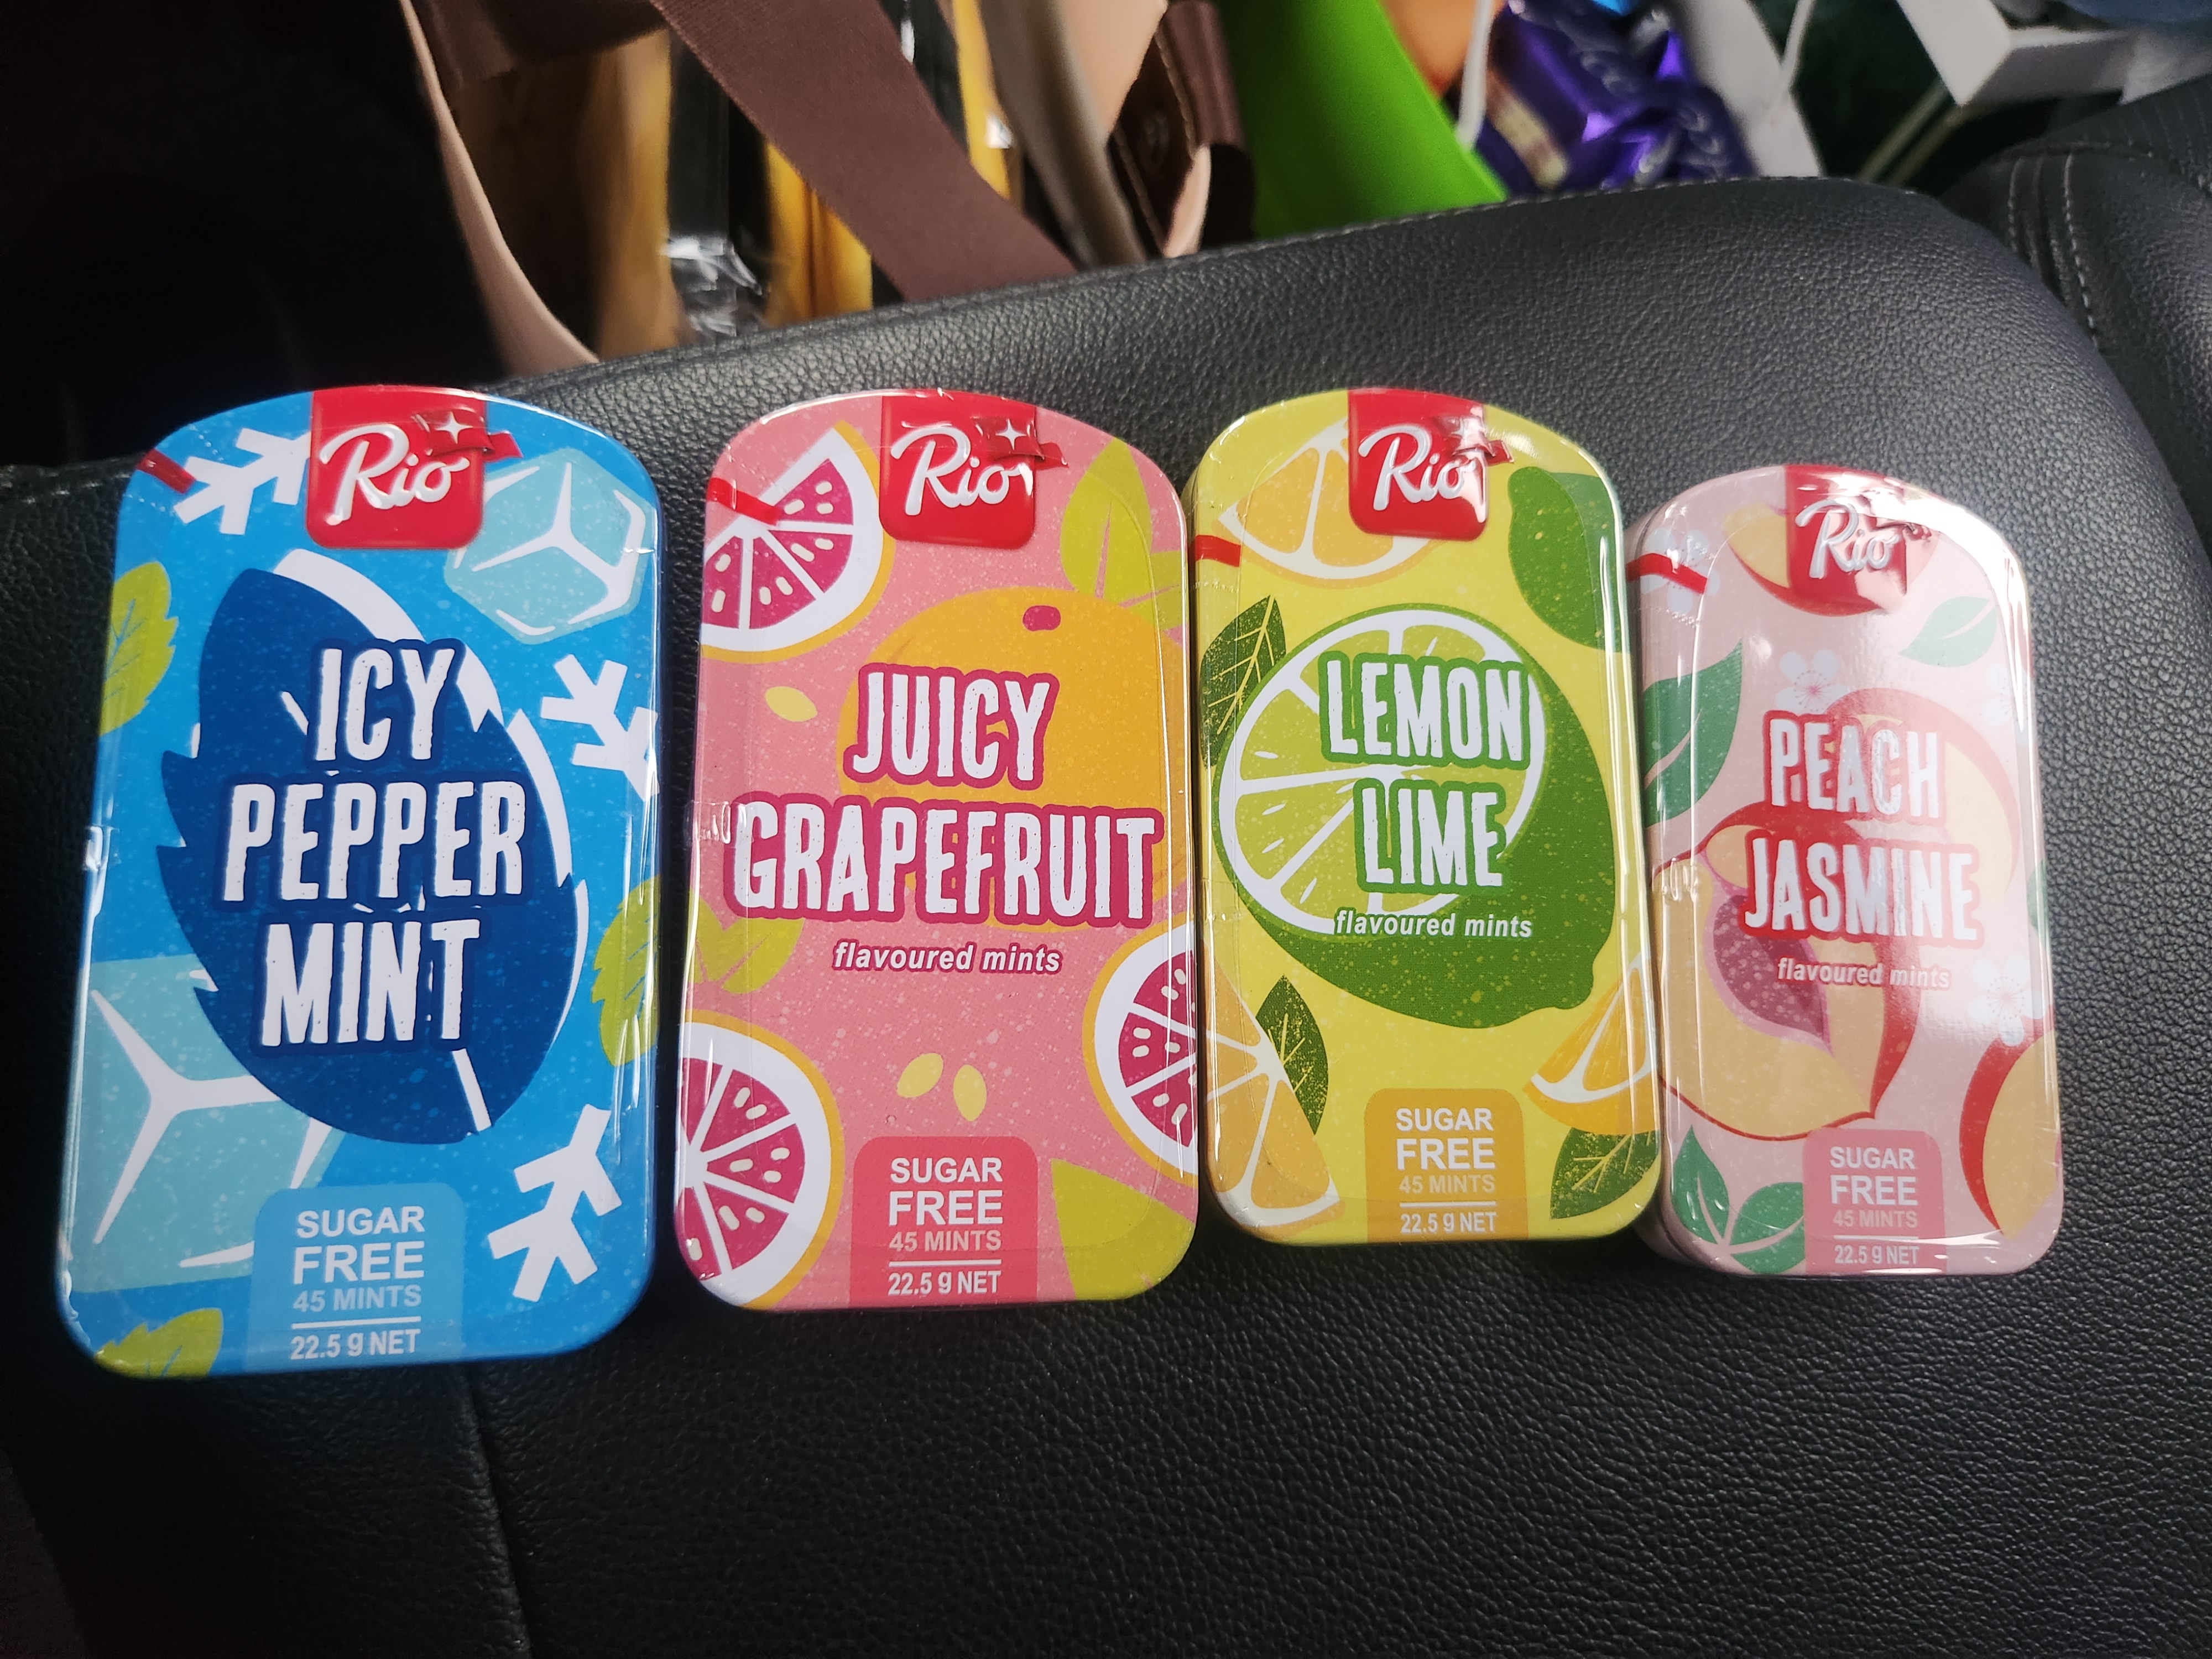 Rio
ICY
PEPPER
MINT
SUGAR
FREE
45 MINTS
22.5 g NET
Rio
JUICY
GRAPEFRUIT
flavoured mints
SUGAR
FREE
45 MINTS
22.5 g NET
Rio
LEMON
LIME
flavoured mints
SUGAR
FREE
45 MINTS
22.5 g NET
Rio
PEACH
JASMINE
flavoured mints
SUGAR
FREE
45 MINTS
22.5 g NET